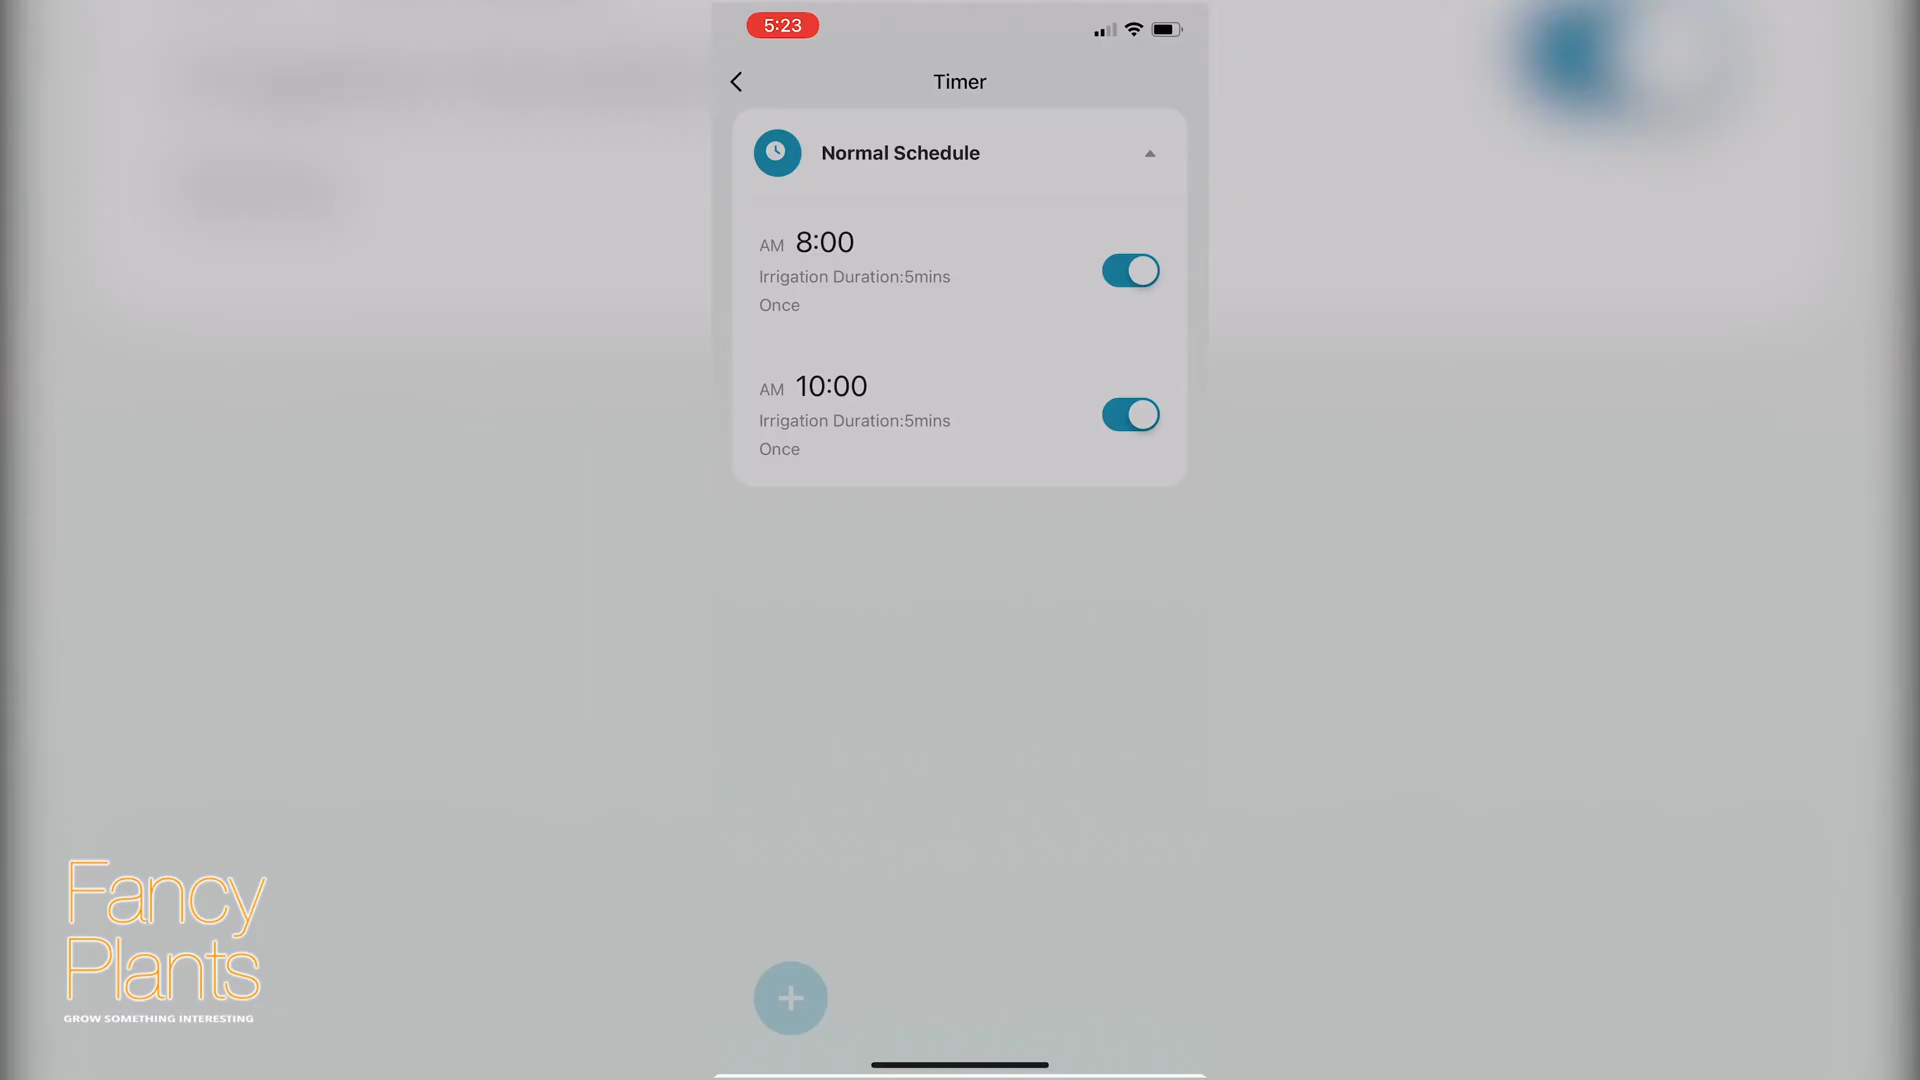 5:23
Timer
Normal Schedule
AM 8:00
Irrigation Duration:5mins
Once
AM 10:00
Irrigation Duration:5mins
Once
Fancy
Plants
GROW SOMETHING INTERESTING